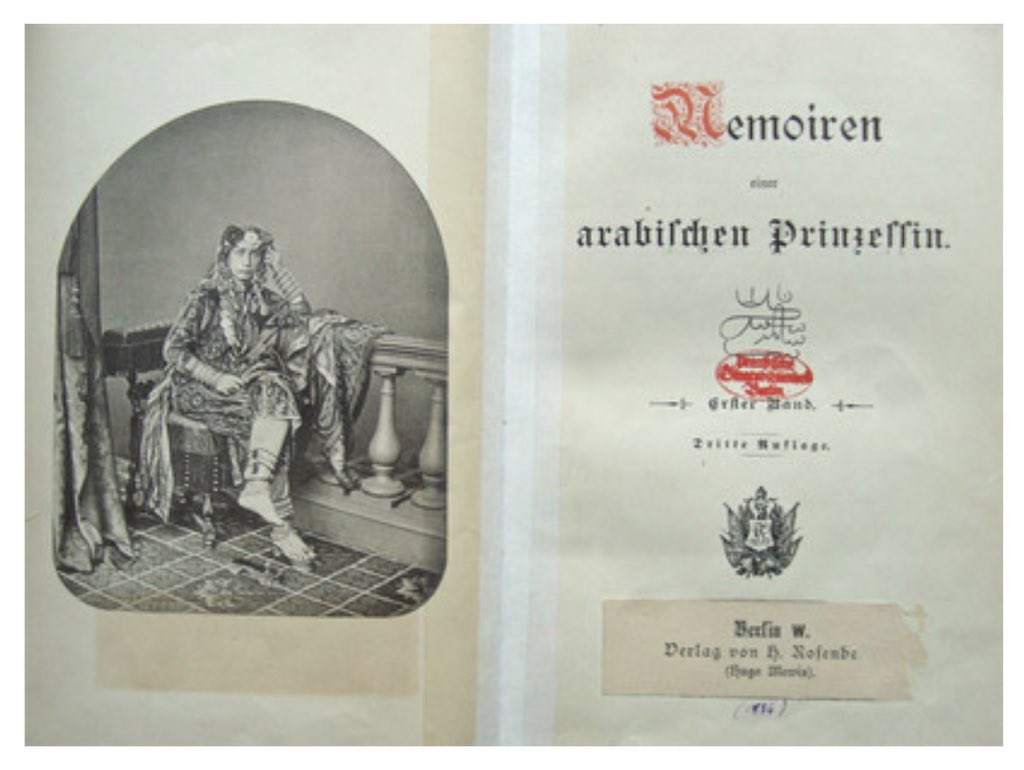 Memoiren
einer
arabischen Prinzessin.
Erster Band.
Dritte Auflage.
Berlin W.
Verlag von H. Rosenbe
(Hugo Mewis).